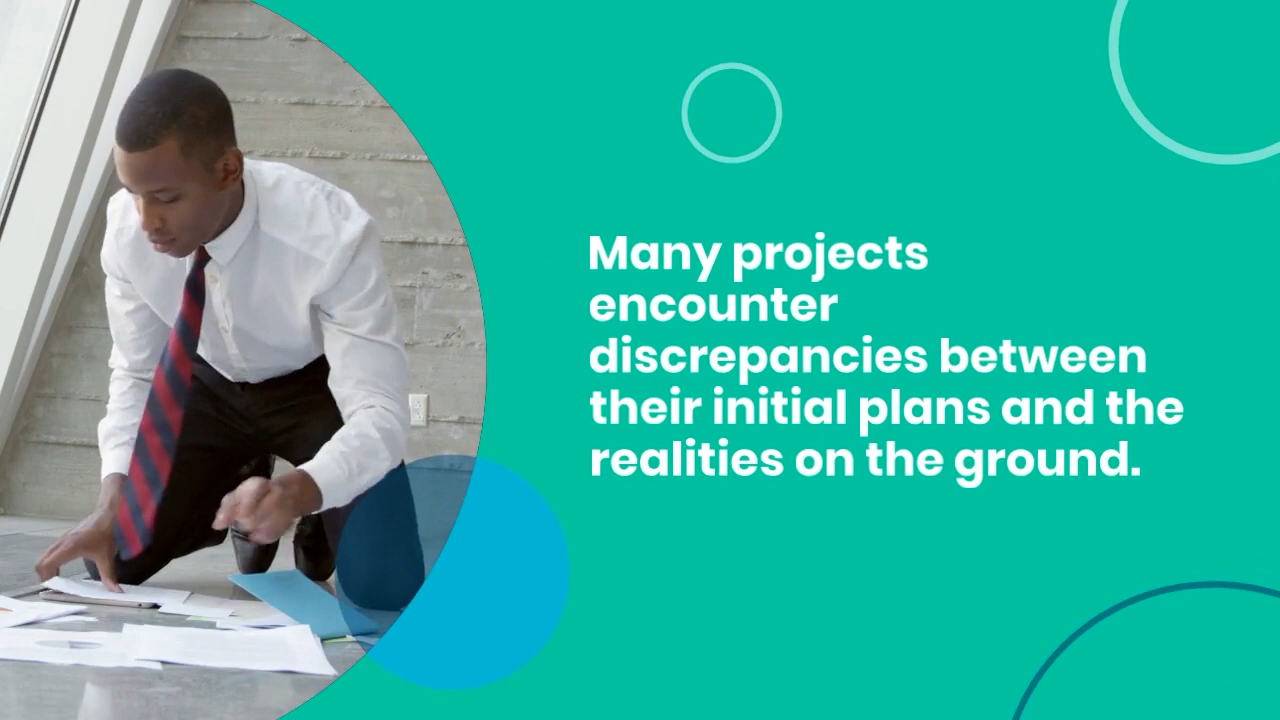 Many projects
encounter
discrepancies between
their initial plans and the
realities on the ground.